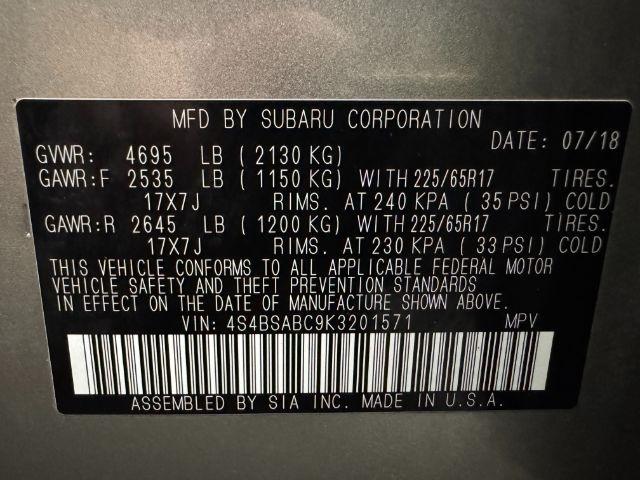 MFD BY SUBARU CORPORATION
DATE: 07/18
GVWR: 4695 LB (2130 KG)
GAWR:F 2535 LB (1150 KG) WITH 225/65R17 TIRES.
17X7J RIMS. AT 240 KPA (35 PSI) COLD
GAWR:R 2645 LB (1200 KG) WITH 225/65R17 TIRES.
17X7J RIMS. AT 230 KPA (33 PSI) COLD
THIS VEHICLE CONFORMS TO ALL APPLICABLE FEDERAL MOTOR
VEHICLE SAFETY AND THEFT PREVENTION STANDARDS
IN EFFECT ON THE DATE OF MANUFACTURE SHOWN ABOVE.
VIN: 4S4BSABC9K3201571 MPV
ASSEMBLED BY SIA INC. MADE IN U.S.A.